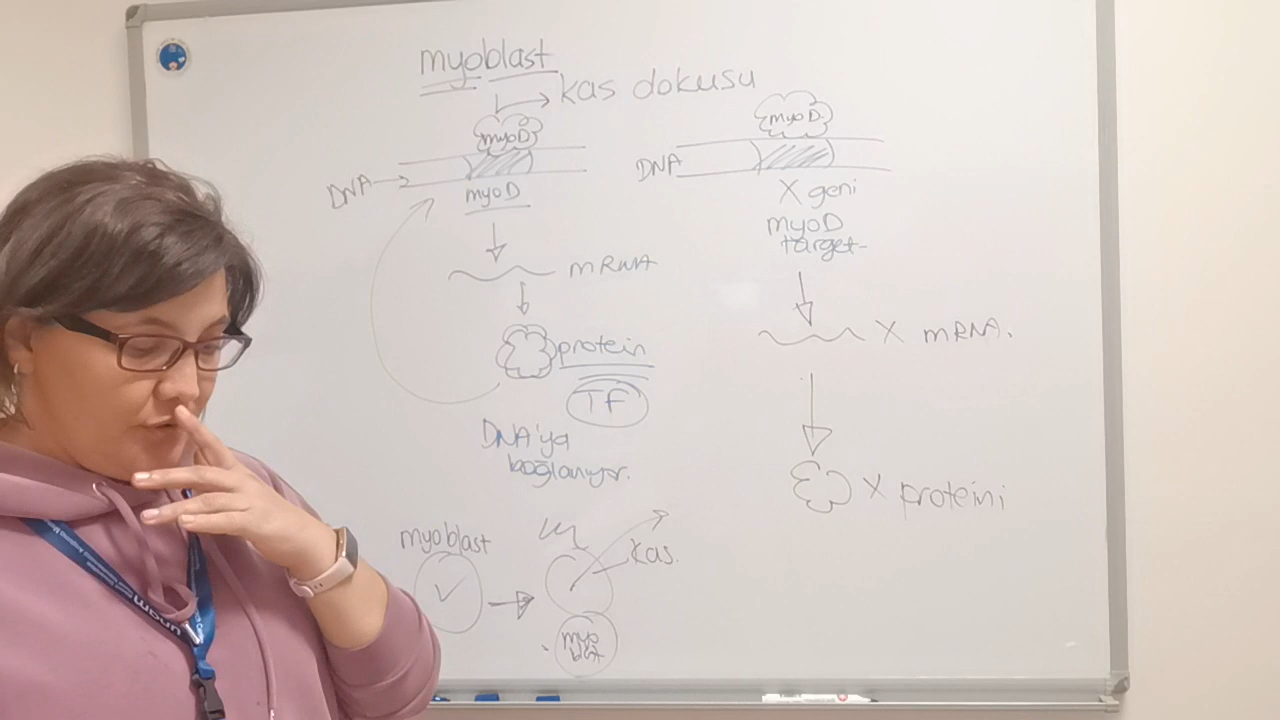 myoblast
kas dokusu
myoD
DNA
myoD
mRNA
protein
TF
DNA'ya
bağlanıyor.
myoD
DNA
X geni
myoD
target
X mRNA.
X proteini
myoblast
kas.
myo
blast
unam